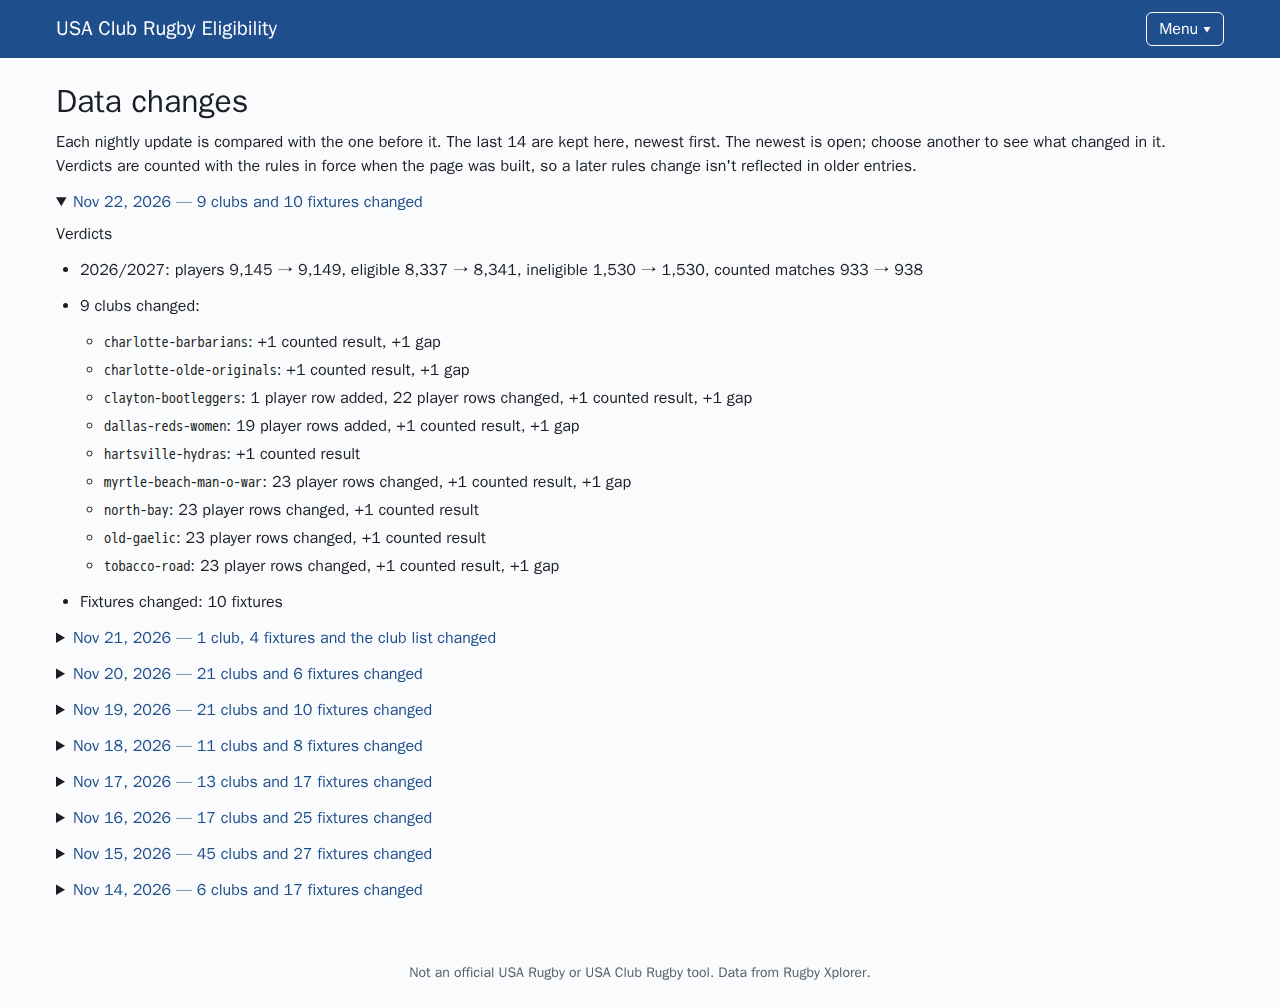 USA Club Rugby Eligibility
Menu ▾
Data changes
Each nightly update is compared with the one before it. The last 14 are kept here, newest first. The newest is open; choose another to see what changed in it.
Verdicts are counted with the rules in force when the page was built, so a later rules change isn't reflected in older entries.
▼ Nov 22, 2026 — 9 clubs and 10 fixtures changed
Verdicts
• 2026/2027: players 9,145 → 9,149, eligible 8,337 → 8,341, ineligible 1,530 → 1,530, counted matches 933 → 938
• 9 clubs changed:
◦ charlotte-barbarians: +1 counted result, +1 gap
◦ charlotte-olde-originals: +1 counted result, +1 gap
◦ clayton-bootleggers: 1 player row added, 22 player rows changed, +1 counted result, +1 gap
◦ dallas-reds-women: 19 player rows added, +1 counted result, +1 gap
◦ hartsville-hydras: +1 counted result
◦ myrtle-beach-man-o-war: 23 player rows changed, +1 counted result, +1 gap
◦ north-bay: 23 player rows changed, +1 counted result
◦ old-gaelic: 23 player rows changed, +1 counted result
◦ tobacco-road: 23 player rows changed, +1 counted result, +1 gap
• Fixtures changed: 10 fixtures
▶ Nov 21, 2026 — 1 club, 4 fixtures and the club list changed
▶ Nov 20, 2026 — 21 clubs and 6 fixtures changed
▶ Nov 19, 2026 — 21 clubs and 10 fixtures changed
▶ Nov 18, 2026 — 11 clubs and 8 fixtures changed
▶ Nov 17, 2026 — 13 clubs and 17 fixtures changed
▶ Nov 16, 2026 — 17 clubs and 25 fixtures changed
▶ Nov 15, 2026 — 45 clubs and 27 fixtures changed
▶ Nov 14, 2026 — 6 clubs and 17 fixtures changed
Not an official USA Rugby or USA Club Rugby tool. Data from Rugby Xplorer.